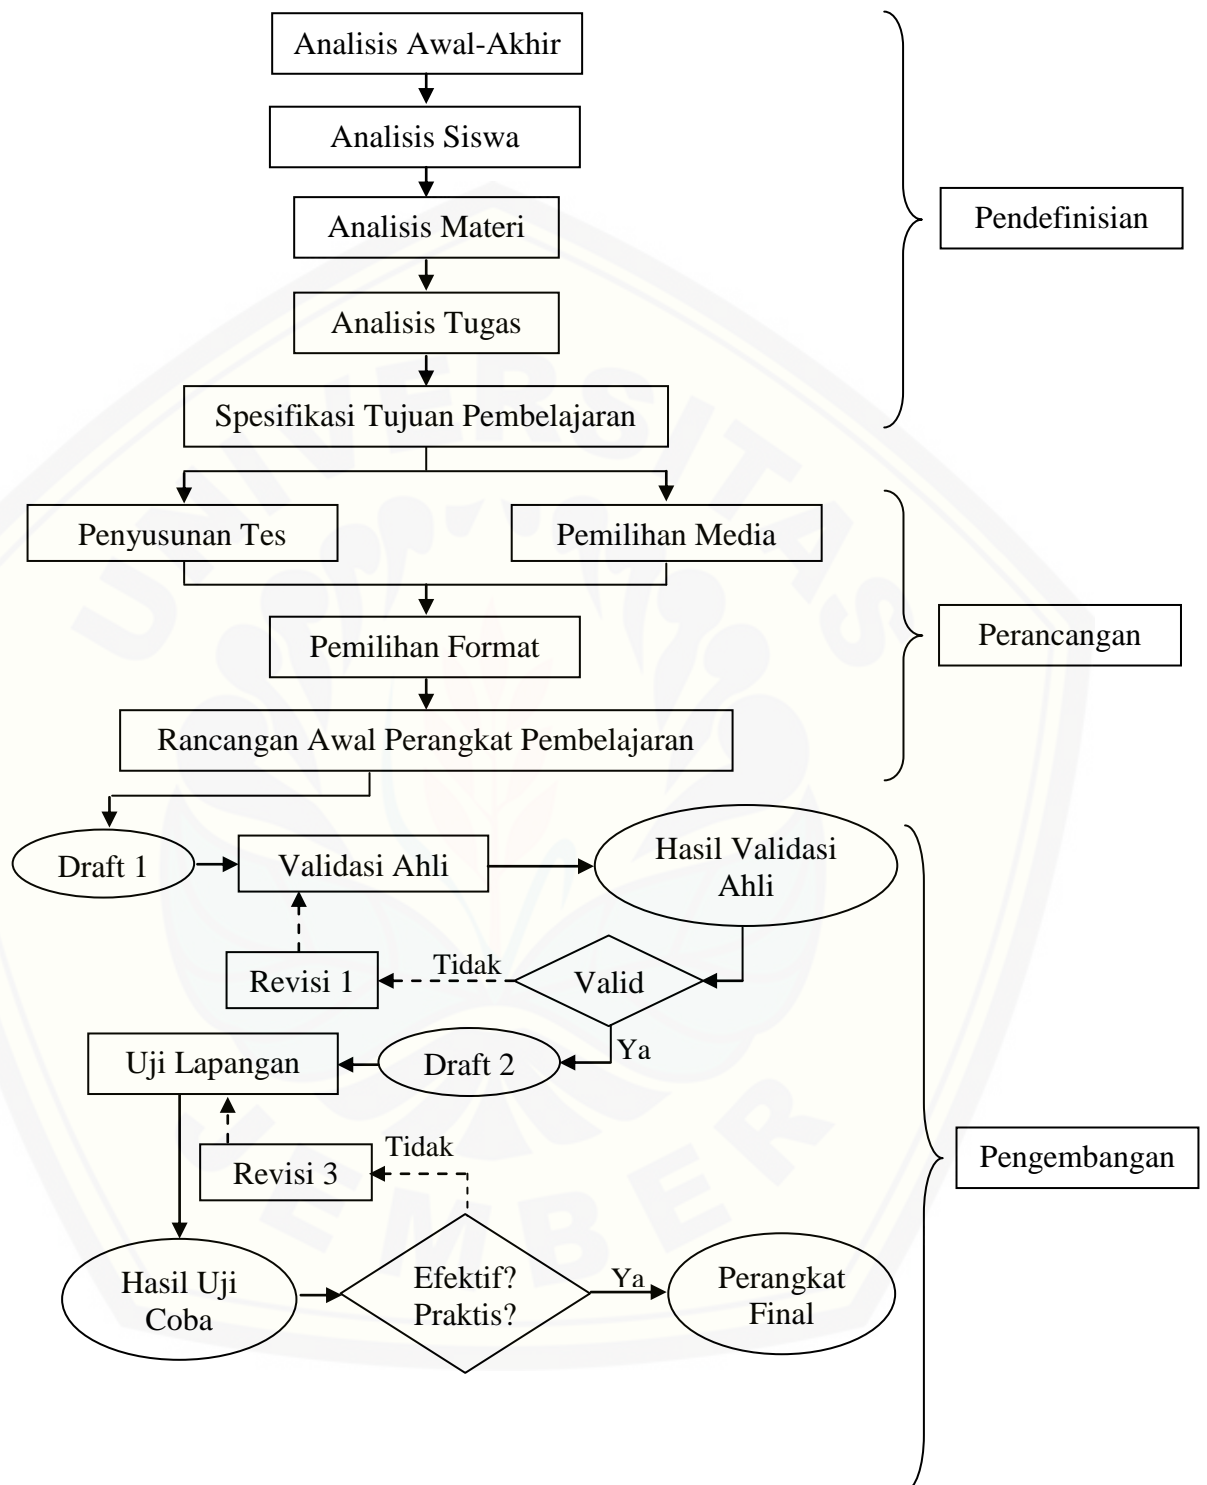 Analisis Awal-Akhir
Analisis Siswa
Analisis Materi
Pendefinisian
Analisis Tugas
Spesifikasi Tujuan Pembelajaran
Penyusunan Tes
Pemilihan Media
Pemilihan Format
Perancangan
Rancangan Awal Perangkat Pembelajaran
Draft 1
Validasi Ahli
Hasil Validasi
Ahli
Revisi 1
Tidak
Valid
Ya
Uji Lapangan
Draft 2
Tidak
Revisi 3
Pengembangan
Hasil Uji
Coba
Efektif?
Praktis?
Ya
Perangkat
Final
UNIVERSITAS
JEMBER